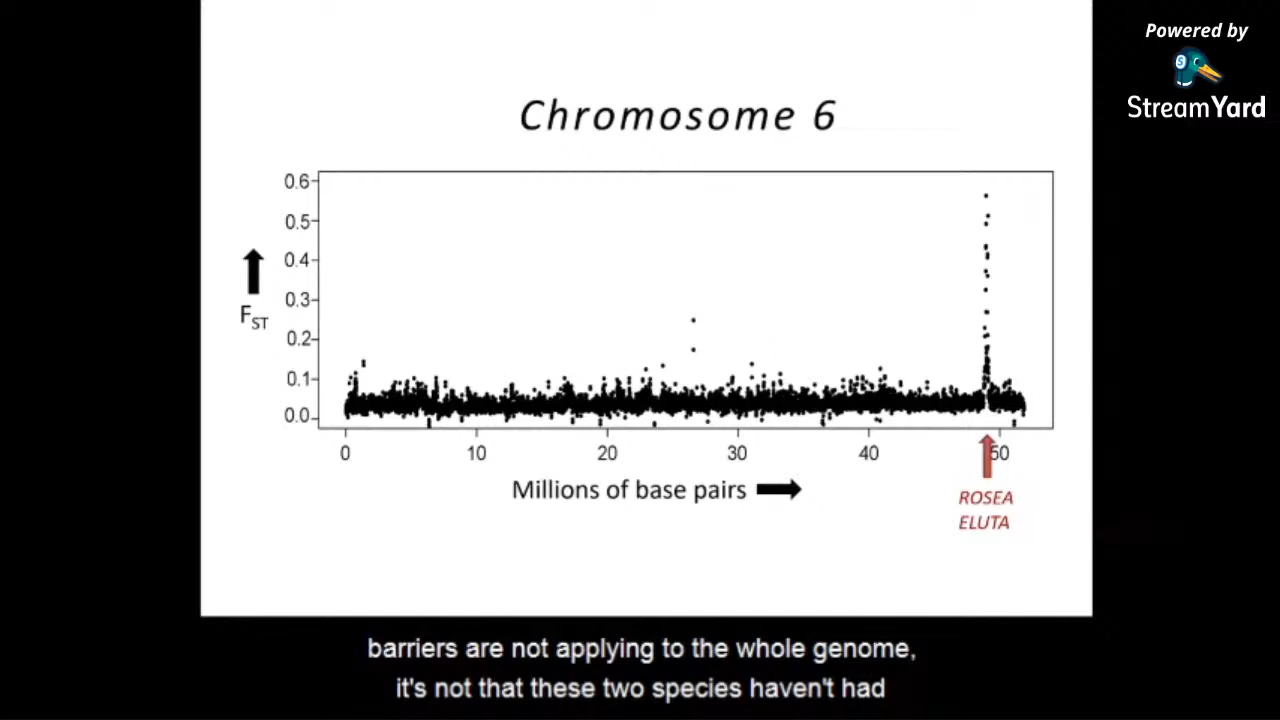 Powered by
StreamYard
Chromosome 6
0.6
0.5
0.4
0.3
0.2
0.1
0.0
FST
0 10 20 30 40 50
Millions of base pairs
ROSEA
ELUTA
barriers are not applying to the whole genome,
it's not that these two species haven't had